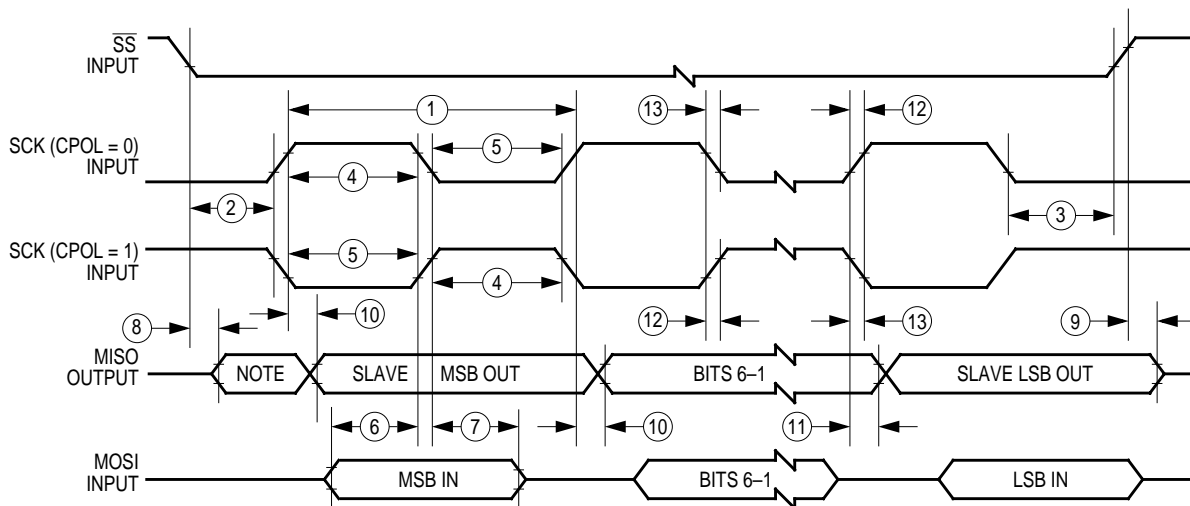 SS
INPUT
1
13
12
SCK (CPOL = 0)
INPUT
5
4
2
3
SCK (CPOL = 1)
INPUT
5
4
8
10
12
13
9
MISO
OUTPUT
NOTE
SLAVE MSB OUT
BITS 6–1
SLAVE LSB OUT
6
7
10
11
MOSI
INPUT
MSB IN
BITS 6–1
LSB IN